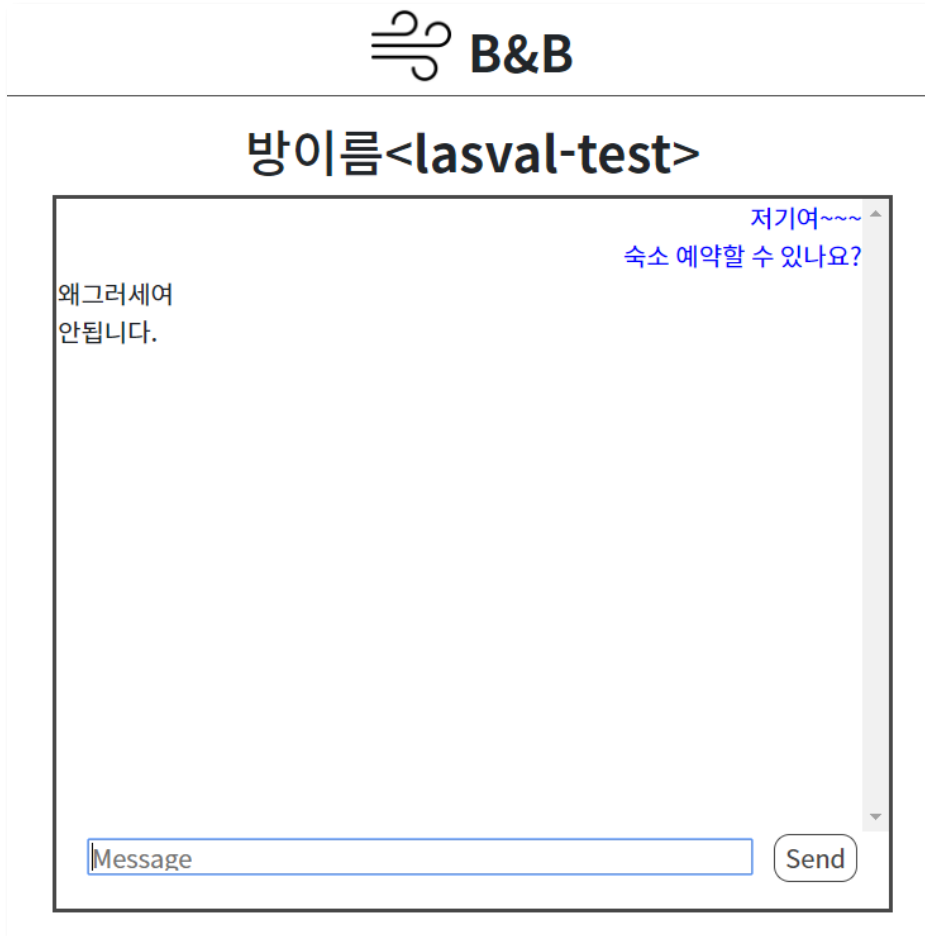 B&B
방이름<lasval-test>
저기여~~~
숙소 예약할 수 있나요?
왜그러세여
안됩니다.
Message
Send